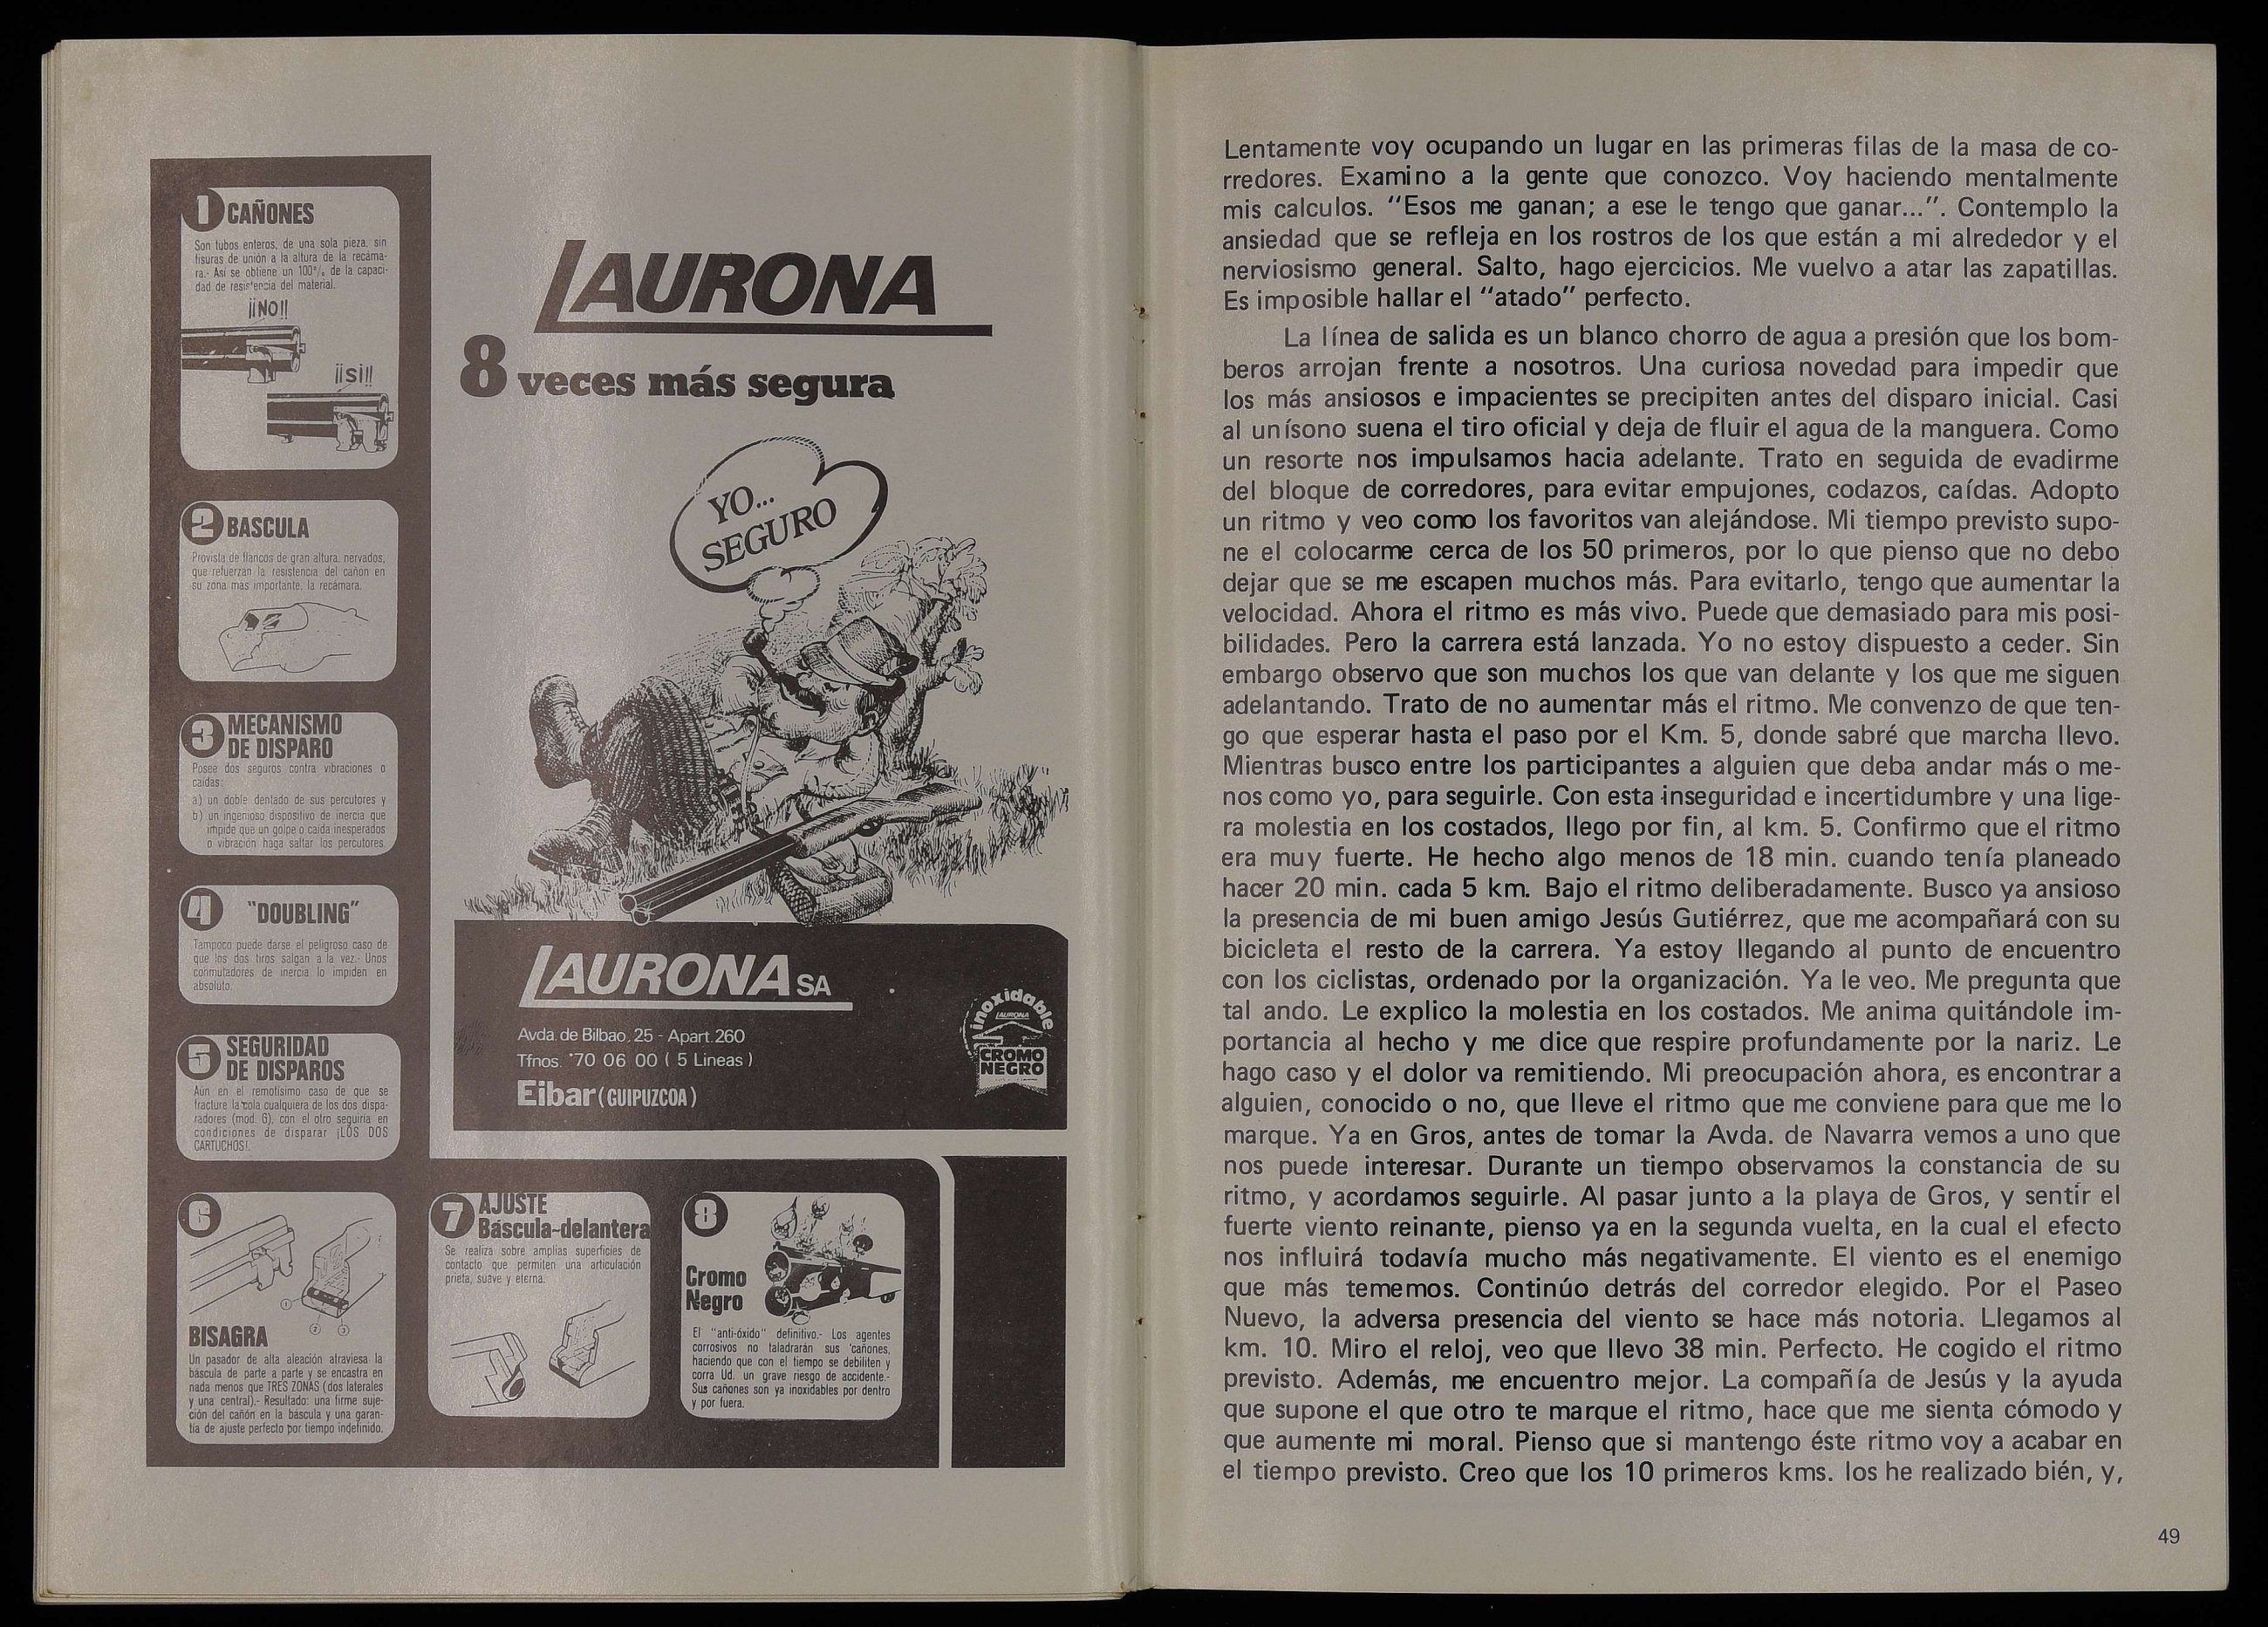 1 CAÑONES
Son tubos enteros, de una sola pieza, sin
fisuras de unión a la altura de la recáma-
ra.- Así se obtiene un 100% de la capaci-
dad de resistencia del material.
¡¡NO!!
¡¡SI!!
2 BASCULA
Provista de flancos de gran altura, nervados,
que refuerzan la resistencia del cañon en
su zona mas importante, la recámara.
3 MECANISMO
DE DISPARO
Posee dos seguros contra vibraciones o
caidas:
a) un doble dentado de sus percutores y
b) un ingenioso dispositivo de inercia que
impide que un golpe o caida inesperados
o vibración haga saltar los percutores.
4 "DOUBLING"
Tampoco puede darse el peligroso caso de
que los dos tiros salgan a la vez.- Unos
conmutadores de inercia lo impiden en
absoluto.
5 SEGURIDAD
DE DISPAROS
Aun en el remotisimo caso de que se
fracture la cola cualquiera de los dos dispa-
radores (mod. 6), con el otro seguiria en
condiciones de disparar ¡LOS DOS
CARTUCHOS!.
6
1
2
3
BISAGRA
Un pasador de alta aleación atraviesa la
báscula de parte a parte y se encastra en
nada menos que TRES ZONAS (dos laterales
y una central).- Resultado: una firme suje-
ción del cañón en la báscula y una garan-
tía de ajuste perfecto por tiempo indefinido.
7 AJUSTE
Báscula-delantera
Se realiza sobre amplias superficies de
contacto que permiten una articulación
prieta, suave y eterna.
8
Cromo
Negro
El "anti-óxido" definitivo.- Los agentes
corrosivos no taladrarán sus cañones,
haciendo que con el tiempo se debiliten y
corra Ud. un grave riesgo de accidente.-
Sus cañones son ya inoxidables por dentro
y por fuera.
LAURONA
8 veces más segura
YO...
SEGURO
LAURONA SA
Avda. de Bilbao, 25 - Apart. 260
Tfnos. *70 06 00 ( 5 Lineas )
Eibar (GUIPUZCOA)
inoxidable
LAURONA
CROMO
NEGRO
Lentamente voy ocupando un lugar en las primeras filas de la masa de co-
rredores. Examino a la gente que conozco. Voy haciendo mentalmente
mis calculos. "Esos me ganan; a ese le tengo que ganar...". Contemplo la
ansiedad que se refleja en los rostros de los que están a mi alrededor y el
nerviosismo general. Salto, hago ejercicios. Me vuelvo a atar las zapatillas.
Es imposible hallar el "atado" perfecto.
La línea de salida es un blanco chorro de agua a presión que los bom-
beros arrojan frente a nosotros. Una curiosa novedad para impedir que
los más ansiosos e impacientes se precipiten antes del disparo inicial. Casi
al unísono suena el tiro oficial y deja de fluir el agua de la manguera. Como
un resorte nos impulsamos hacia adelante. Trato en seguida de evadirme
del bloque de corredores, para evitar empujones, codazos, caídas. Adopto
un ritmo y veo como los favoritos van alejándose. Mi tiempo previsto supo-
ne el colocarme cerca de los 50 primeros, por lo que pienso que no debo
dejar que se me escapen muchos más. Para evitarlo, tengo que aumentar la
velocidad. Ahora el ritmo es más vivo. Puede que demasiado para mis posi-
bilidades. Pero la carrera está lanzada. Yo no estoy dispuesto a ceder. Sin
embargo observo que son muchos los que van delante y los que me siguen
adelantando. Trato de no aumentar más el ritmo. Me convenzo de que ten-
go que esperar hasta el paso por el Km. 5, donde sabré que marcha llevo.
Mientras busco entre los participantes a alguien que deba andar más o me-
nos como yo, para seguirle. Con esta inseguridad e incertidumbre y una lige-
ra molestia en los costados, llego por fin, al km. 5. Confirmo que el ritmo
era muy fuerte. He hecho algo menos de 18 min. cuando tenía planeado
hacer 20 min. cada 5 km. Bajo el ritmo deliberadamente. Busco ya ansioso
la presencia de mi buen amigo Jesús Gutiérrez, que me acompañará con su
bicicleta el resto de la carrera. Ya estoy llegando al punto de encuentro
con los ciclistas, ordenado por la organización. Ya le veo. Me pregunta que
tal ando. Le explico la molestia en los costados. Me anima quitándole im-
portancia al hecho y me dice que respire profundamente por la nariz. Le
hago caso y el dolor va remitiendo. Mi preocupación ahora, es encontrar a
alguien, conocido o no, que lleve el ritmo que me conviene para que me lo
marque. Ya en Gros, antes de tomar la Avda. de Navarra vemos a uno que
nos puede interesar. Durante un tiempo observamos la constancia de su
ritmo, y acordamos seguirle. Al pasar junto a la playa de Gros, y sentir el
fuerte viento reinante, pienso ya en la segunda vuelta, en la cual el efecto
nos influirá todavía mucho más negativamente. El viento es el enemigo
que más tememos. Continúo detrás del corredor elegido. Por el Paseo
Nuevo, la adversa presencia del viento se hace más notoria. Llegamos al
km. 10. Miro el reloj, veo que llevo 38 min. Perfecto. He cogido el ritmo
previsto. Además, me encuentro mejor. La compañía de Jesús y la ayuda
que supone el que otro te marque el ritmo, hace que me sienta cómodo y
que aumente mi moral. Pienso que si mantengo éste ritmo voy a acabar en
el tiempo previsto. Creo que los 10 primeros kms. los he realizado bién, y,
49